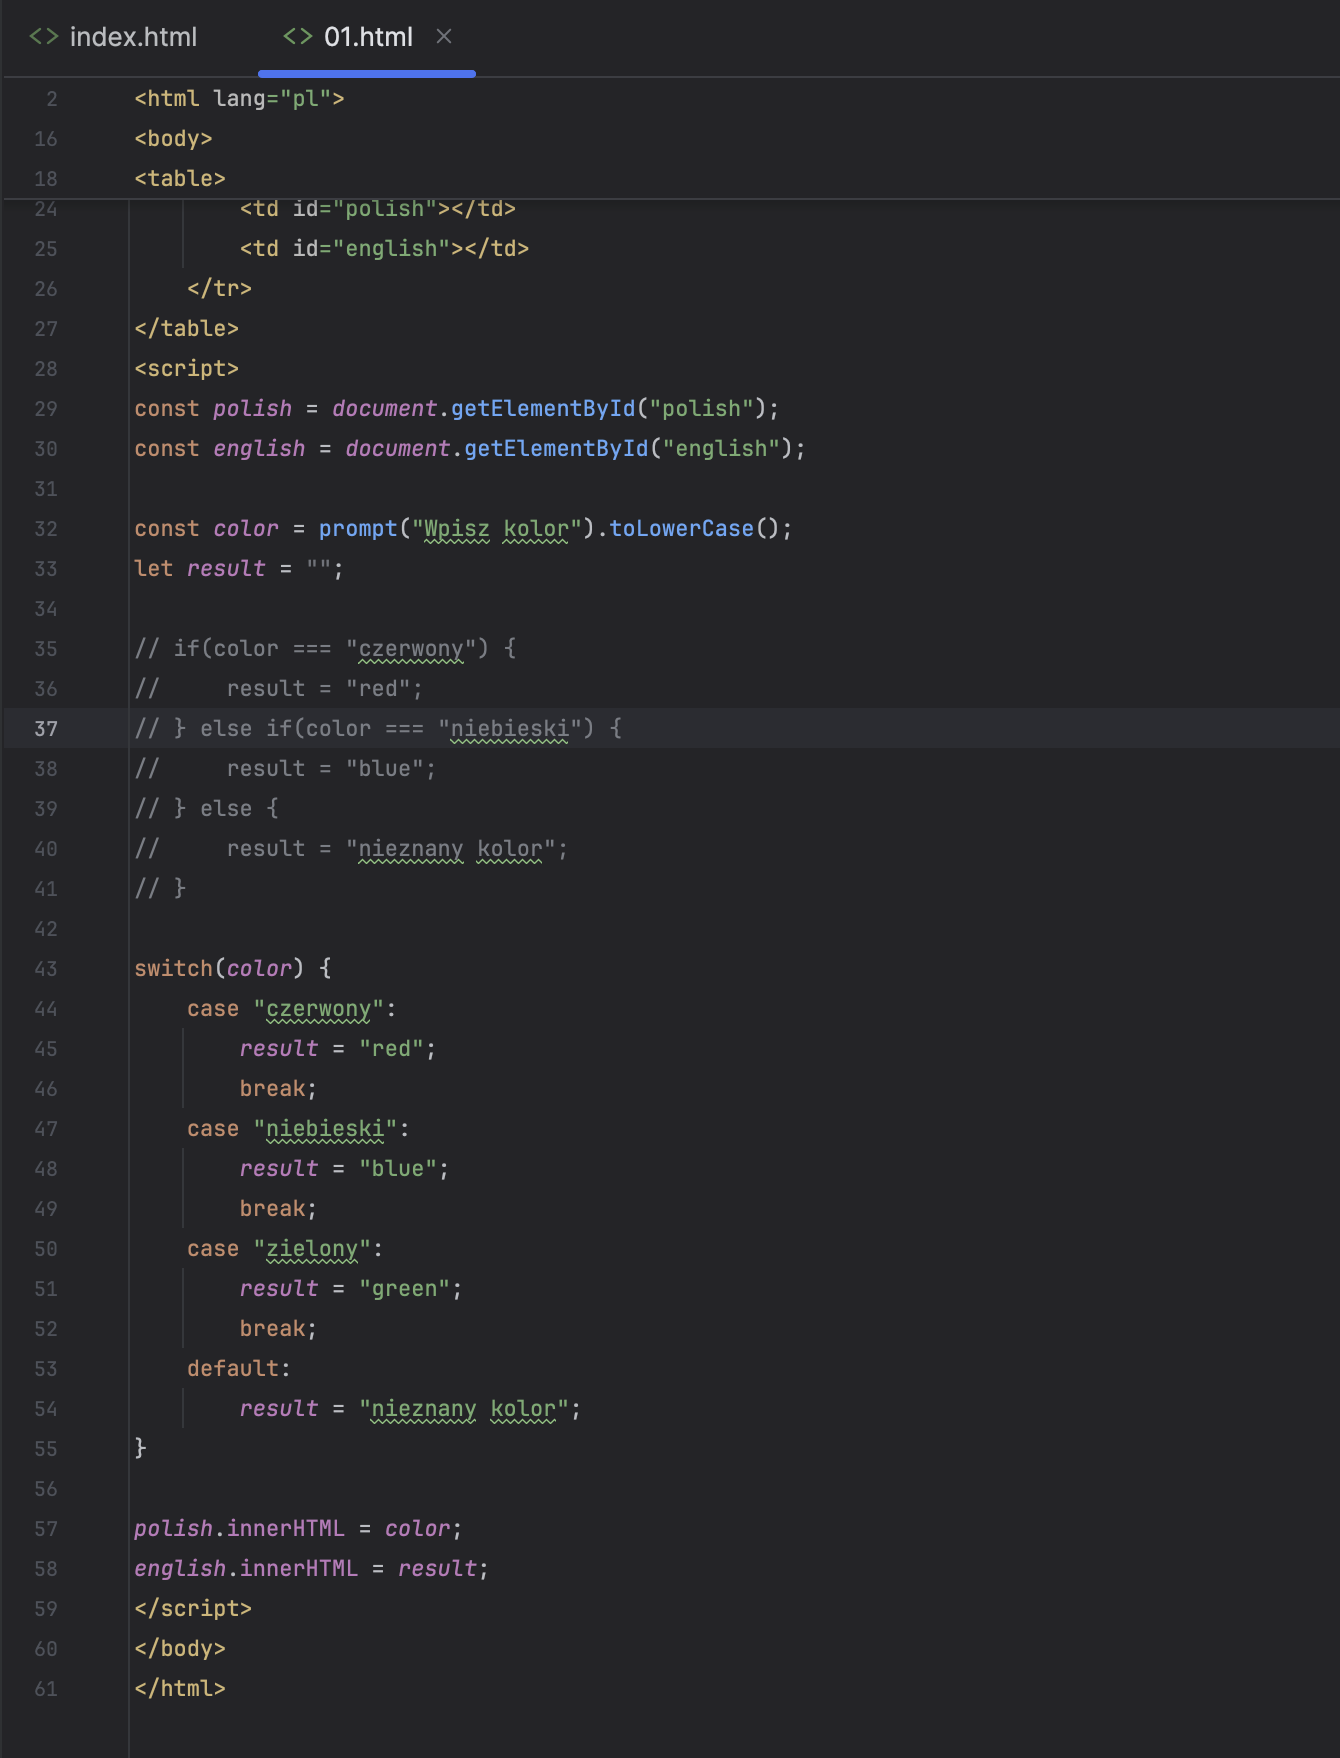 index.html 01.html
2 <html lang="pl">
16 <body>
18 <table>
24 <td id="polish"></td>
25 <td id="english"></td>
26 </tr>
27 </table>
28 <script>
29 const polish = document.getElementById("polish");
30 const english = document.getElementById("english");
31
32 const color = prompt("Wpisz kolor").toLowerCase();
33 let result = "";
34
35 // if(color === "czerwony") {
36 //     result = "red";
37 // } else if(color === "niebieski") {
38 //     result = "blue";
39 // } else {
40 //     result = "nieznany kolor";
41 // }
42
43 switch(color) {
44     case "czerwony":
45         result = "red";
46         break;
47     case "niebieski":
48         result = "blue";
49         break;
50     case "zielony":
51         result = "green";
52         break;
53     default:
54         result = "nieznany kolor";
55 }
56
57 polish.innerHTML = color;
58 english.innerHTML = result;
59 </script>
60 </body>
61 </html>